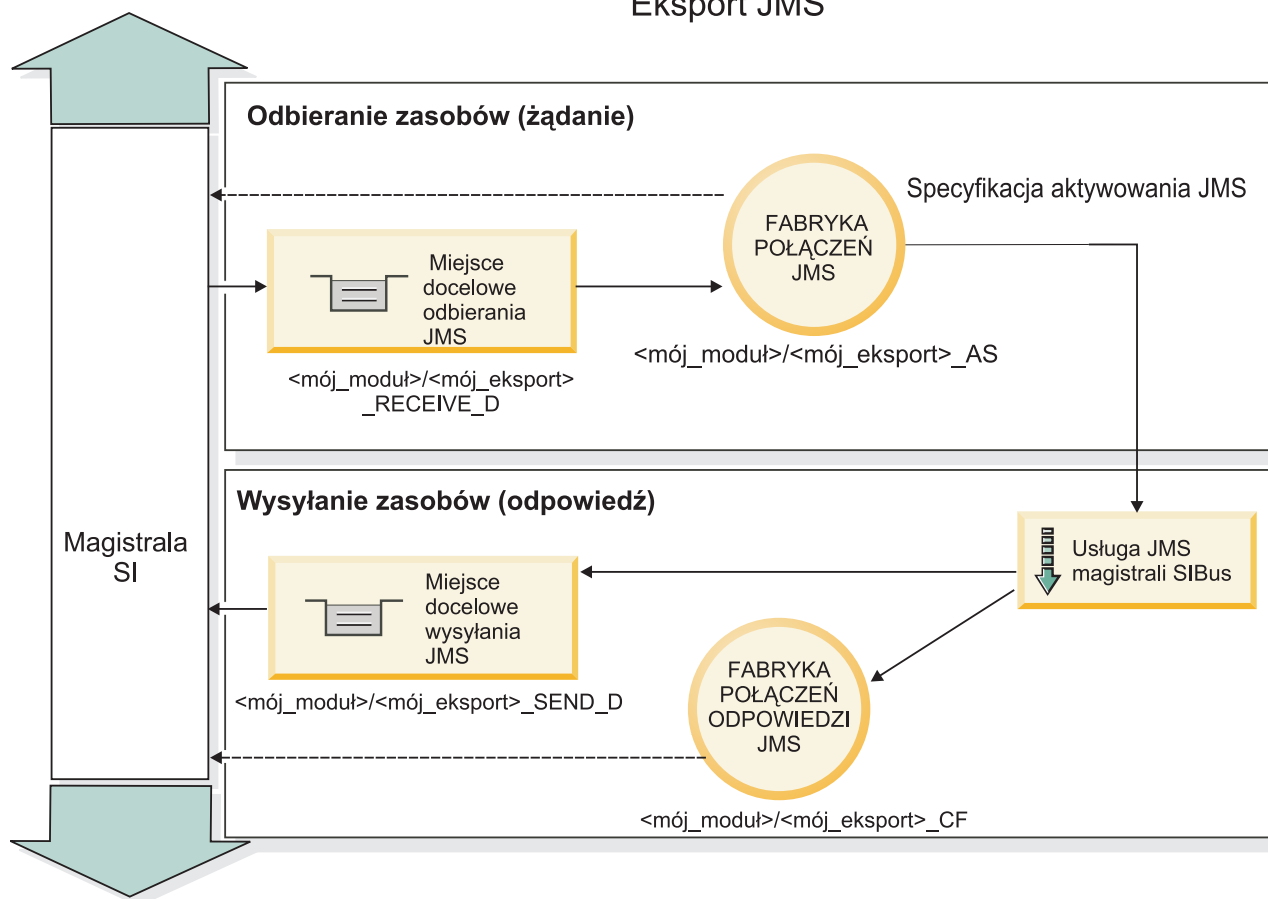 Eksport JMS
Odbieranie zasobów (żądanie)
Specyfikacja aktywowania JMS
FABRYKA
POŁĄCZEŃ
JMS
Miejsce
docelowe
odbierania
JMS
<mój_moduł>/<mój_eksport>_AS
<mój_moduł>/<mój_eksport>
_RECEIVE_D
Wysyłanie zasobów (odpowiedź)
Magistrala
SI
Usługa JMS
magistrali SIBus
Miejsce
docelowe
wysyłania
JMS
FABRYKA
POŁĄCZEŃ
ODPOWIEDZI
JMS
<mój_moduł>/<mój_eksport>_SEND_D
<mój_moduł>/<mój_eksport>_CF